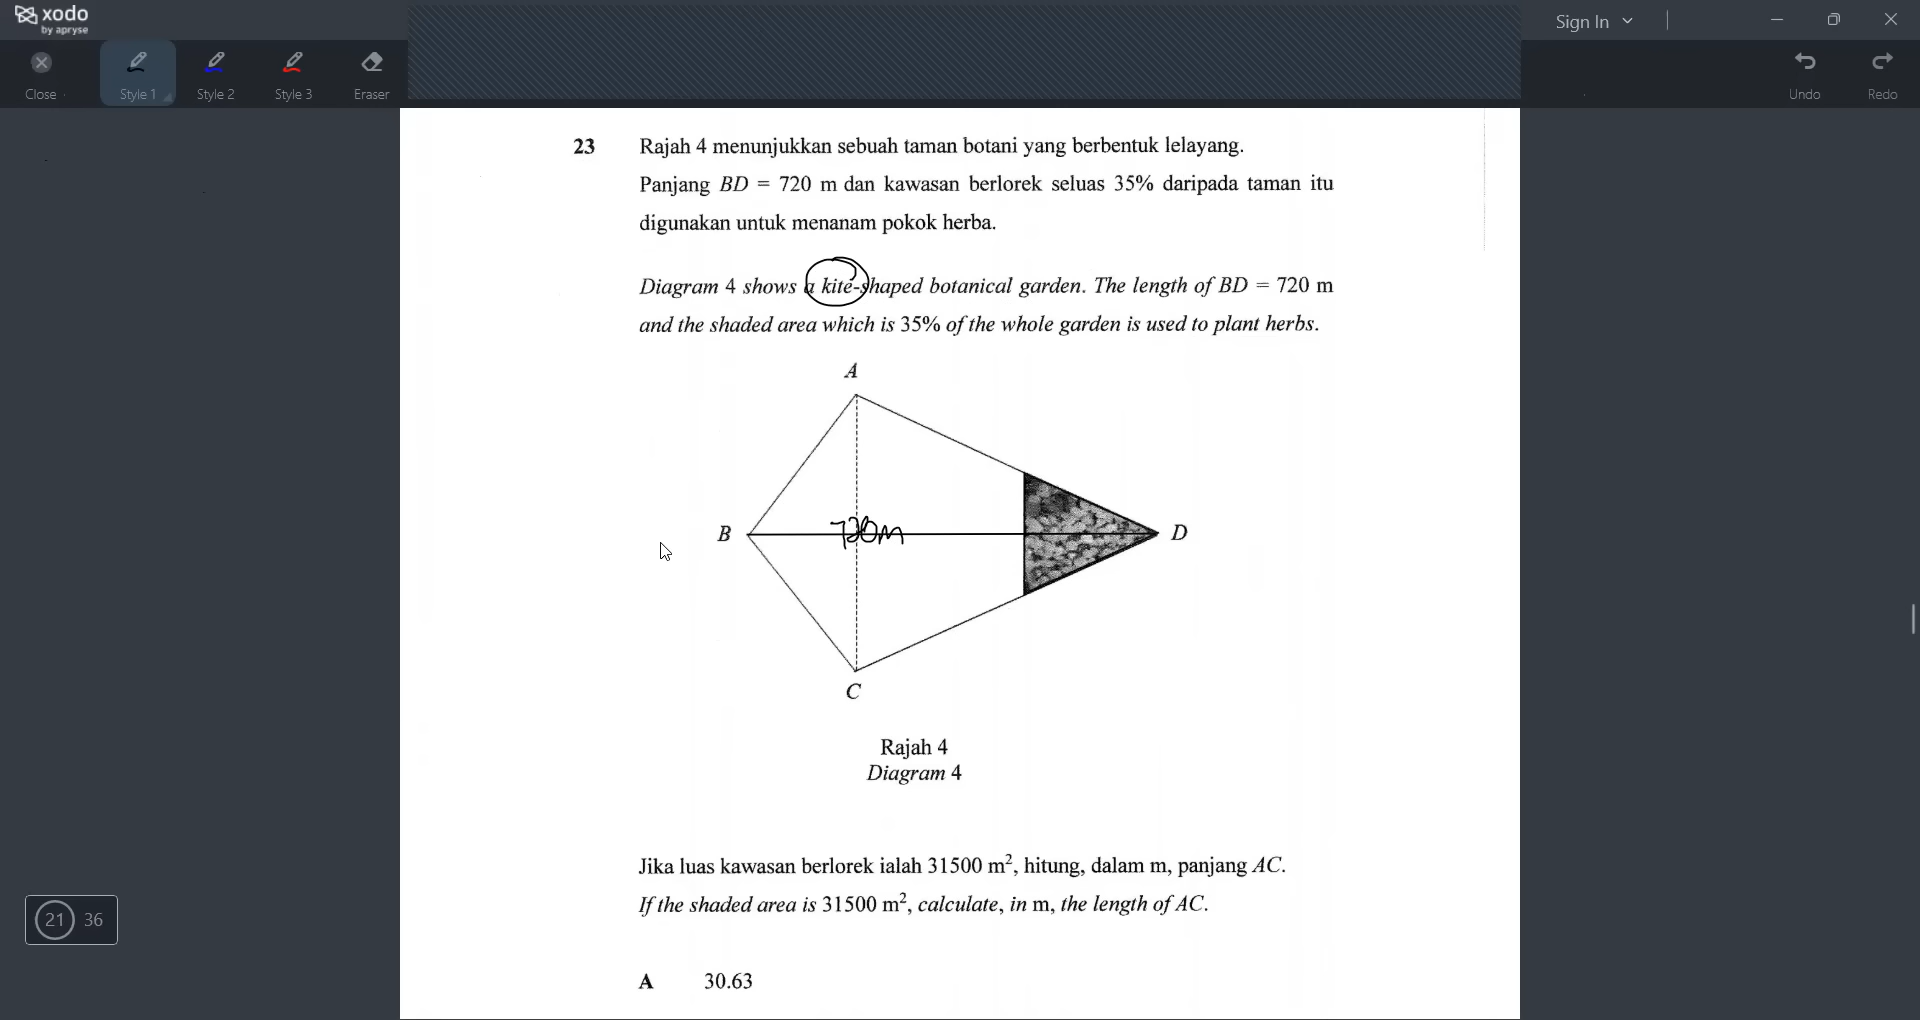 xodo
by apryse
Sign In
Close
Style 1
Style 2
Style 3
Eraser
Undo
Redo
23 Rajah 4 menunjukkan sebuah taman botani yang berbentuk lelayang.
Panjang BD = 720 m dan kawasan berlorek seluas 35% daripada taman itu
digunakan untuk menanam pokok herba.
Diagram 4 shows a kite-shaped botanical garden. The length of BD = 720 m
and the shaded area which is 35% of the whole garden is used to plant herbs.
A
B
720m
D
C
Rajah 4
Diagram 4
Jika luas kawasan berlorek ialah 31500 m², hitung, dalam m, panjang AC.
If the shaded area is 31500 m², calculate, in m, the length of AC.
21 36
A 30.63